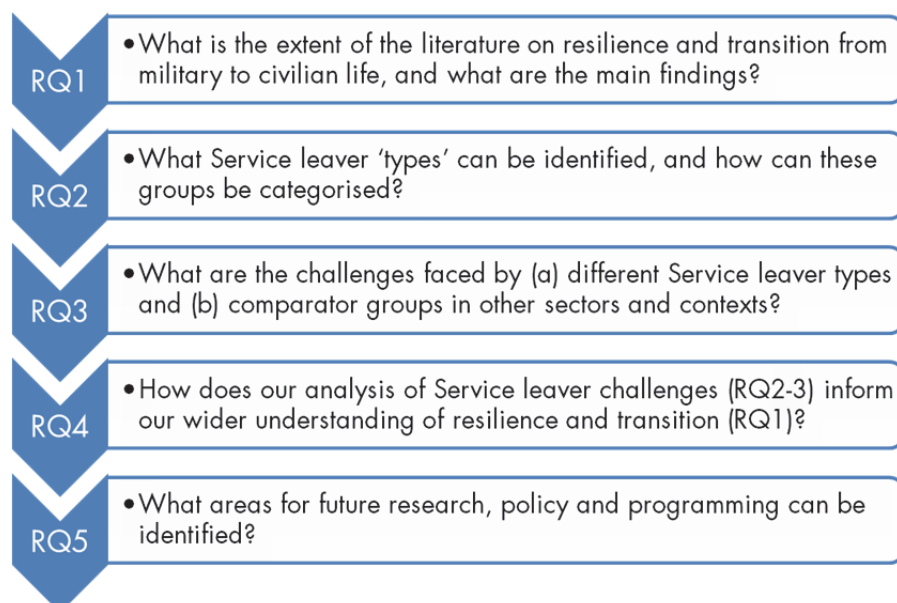 RQ1
•What is the extent of the literature on resilience and transition from
military to civilian life, and what are the main findings?
RQ2
•What Service leaver ‘types’ can be identified, and how can these
groups be categorised?
RQ3
•What are the challenges faced by (a) different Service leaver types
and (b) comparator groups in other sectors and contexts?
RQ4
•How does our analysis of Service leaver challenges (RQ2-3) inform
our wider understanding of resilience and transition (RQ1)?
RQ5
•What areas for future research, policy and programming can be
identified?